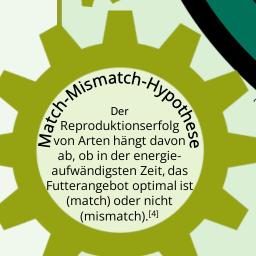 Match-Mismatch-Hypothese
Der
Reproduktionserfolg
von Arten hängt davon
ab, ob in der energie-
aufwändigsten Zeit, das
Futterangebot optimal ist
(match) oder nicht
(mismatch).[4]